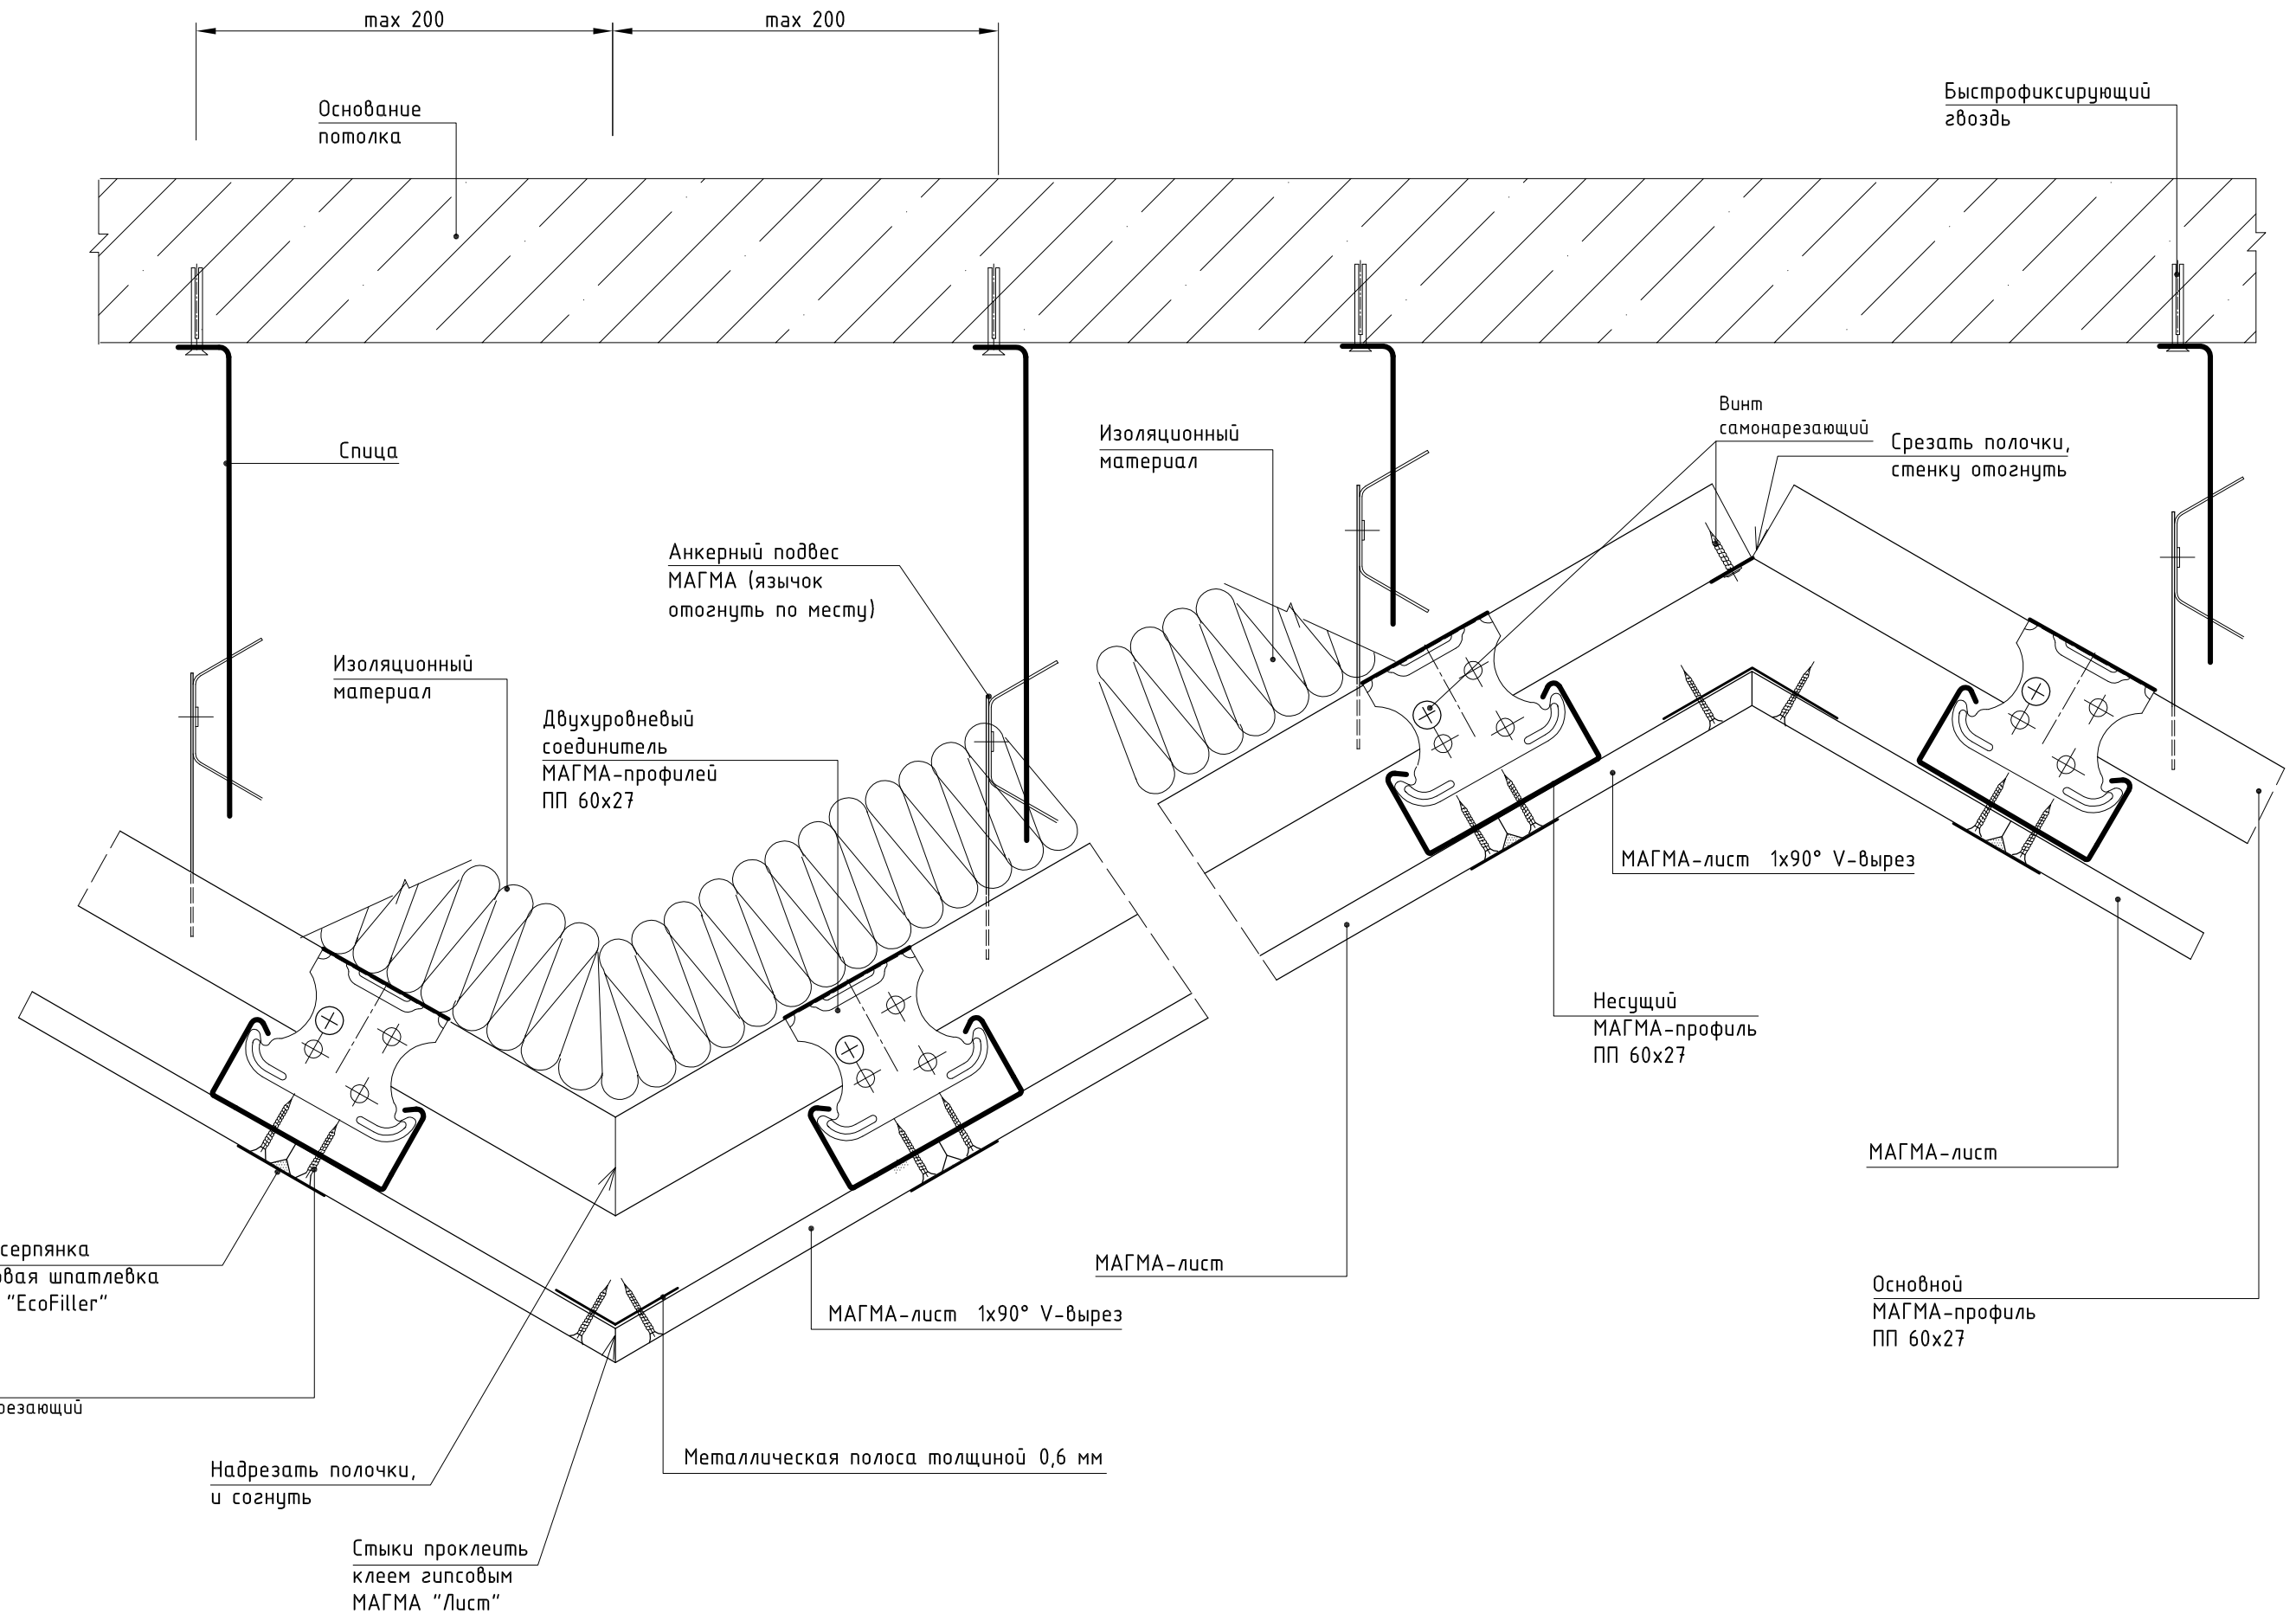 max 200
max 200
Основание
потолка
Быстрофиксирующий
гвоздь
Винт
самонарезающий
Срезать полочки,
стенку отогнуть
Изоляционный
материал
Спица
Анкерный подвес
МАГМА (язычок
отогнуть по месту)
Изоляционный
материал
Двухуровневый
соединитель
МАГМА-профилей
ПП 60х27
МАГМА-лист 1х90° V-вырез
Несущий
МАГМА-профиль
ПП 60х27
МАГМА-лист
серпянка
овая шпатлевка
"EcoFiller"
МАГМА-лист
Основной
МАГМА-профиль
ПП 60х27
МАГМА-лист 1х90° V-вырез
резающий
Металлическая полоса толщиной 0,6 мм
Надрезать полочки,
и согнуть
Стыки проклеить
клеем гипсовым
МАГМА "Лист"